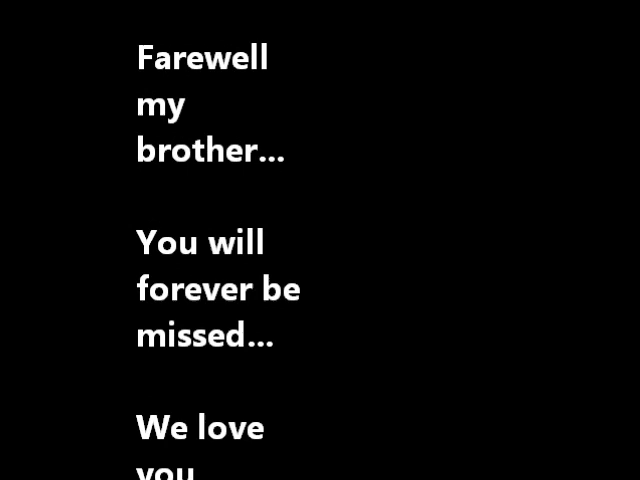 Farewell
my
brother...
You will
forever be
missed...
We love
you